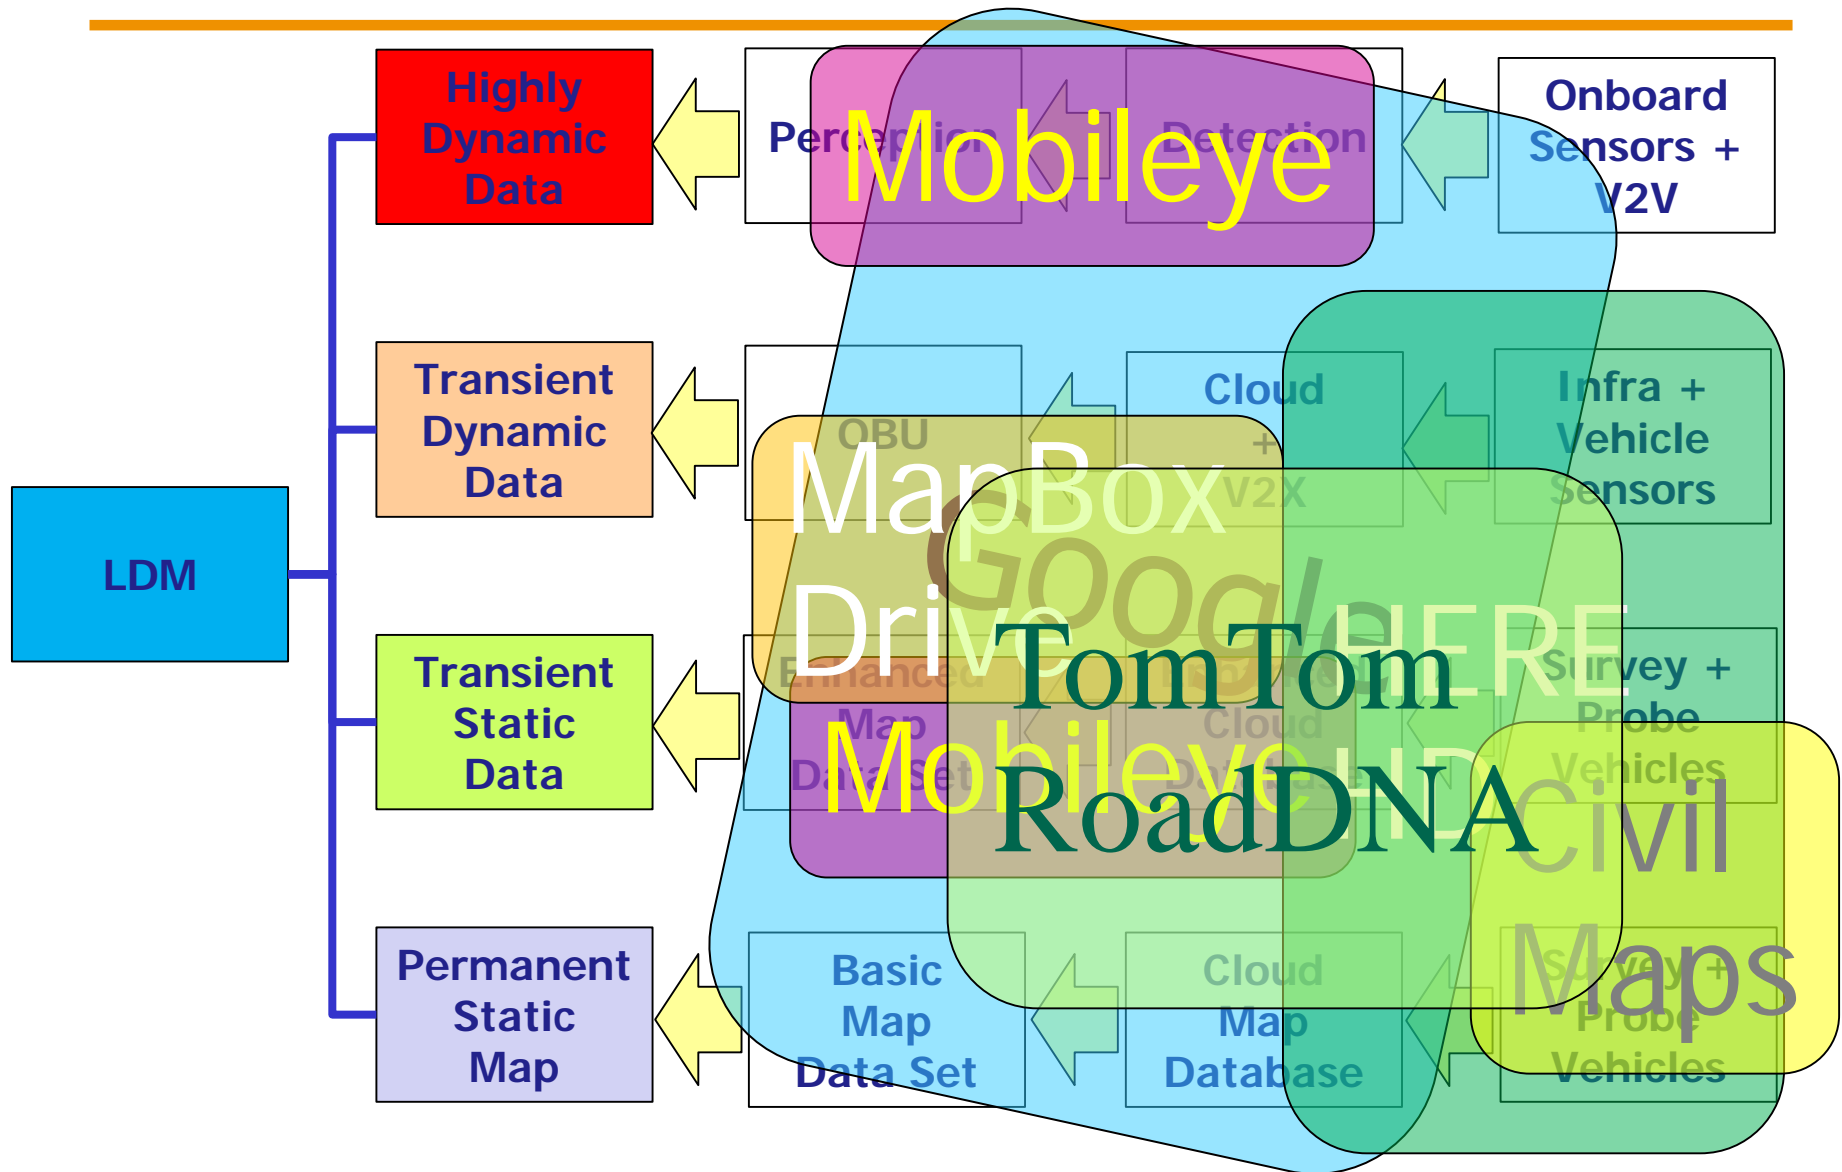 Highly
Dynamic
Data
Perception
Detection
Onboard
Sensors +
V2V
Mobileye
Transient
Dynamic
Data
OBU
Cloud
+
V2X
Infra +
Vehicle
Sensors
MapBox
Drive
Google
LDM
HERE
HD
TomTom
RoadDNA
Transient
Static
Data
Enhanced
Map
Data Set
Cloud
Database
Survey +
Probe
Vehicles
Mobileye
Civil
Maps
Permanent
Static
Map
Basic
Map
Data Set
Cloud
Map
Database
Survey +
Probe
Vehicles